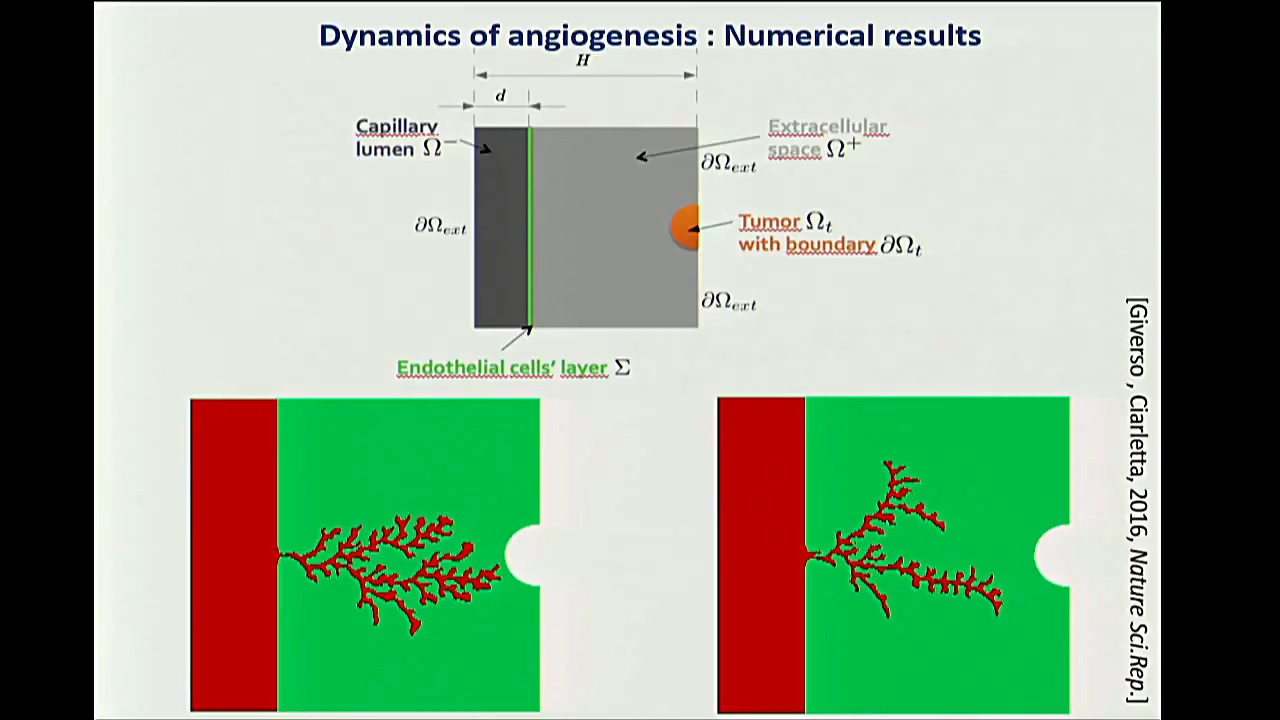 Dynamics of angiogenesis : Numerical results
H
d
Capillary
lumen Ω⁻
Extracellular
space Ω⁺
∂Ωₑₓₜ
∂Ωₑₓₜ
Tumor Ωₜ
with boundary ∂Ωₜ
∂Ωₑₓₜ
Endothelial cells' layer Σ
[Giverso , Ciarletta, 2016, Nature Sci.Rep.]